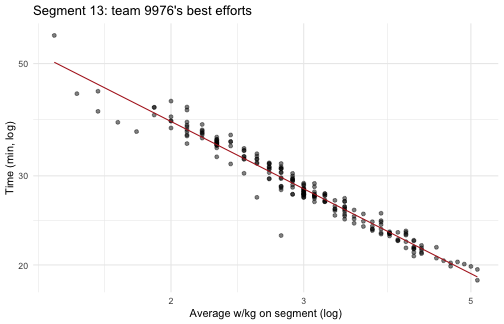 Segment 13: team 9976's best efforts
Time (min, log)
50
30
20
2
3
5
Average w/kg on segment (log)